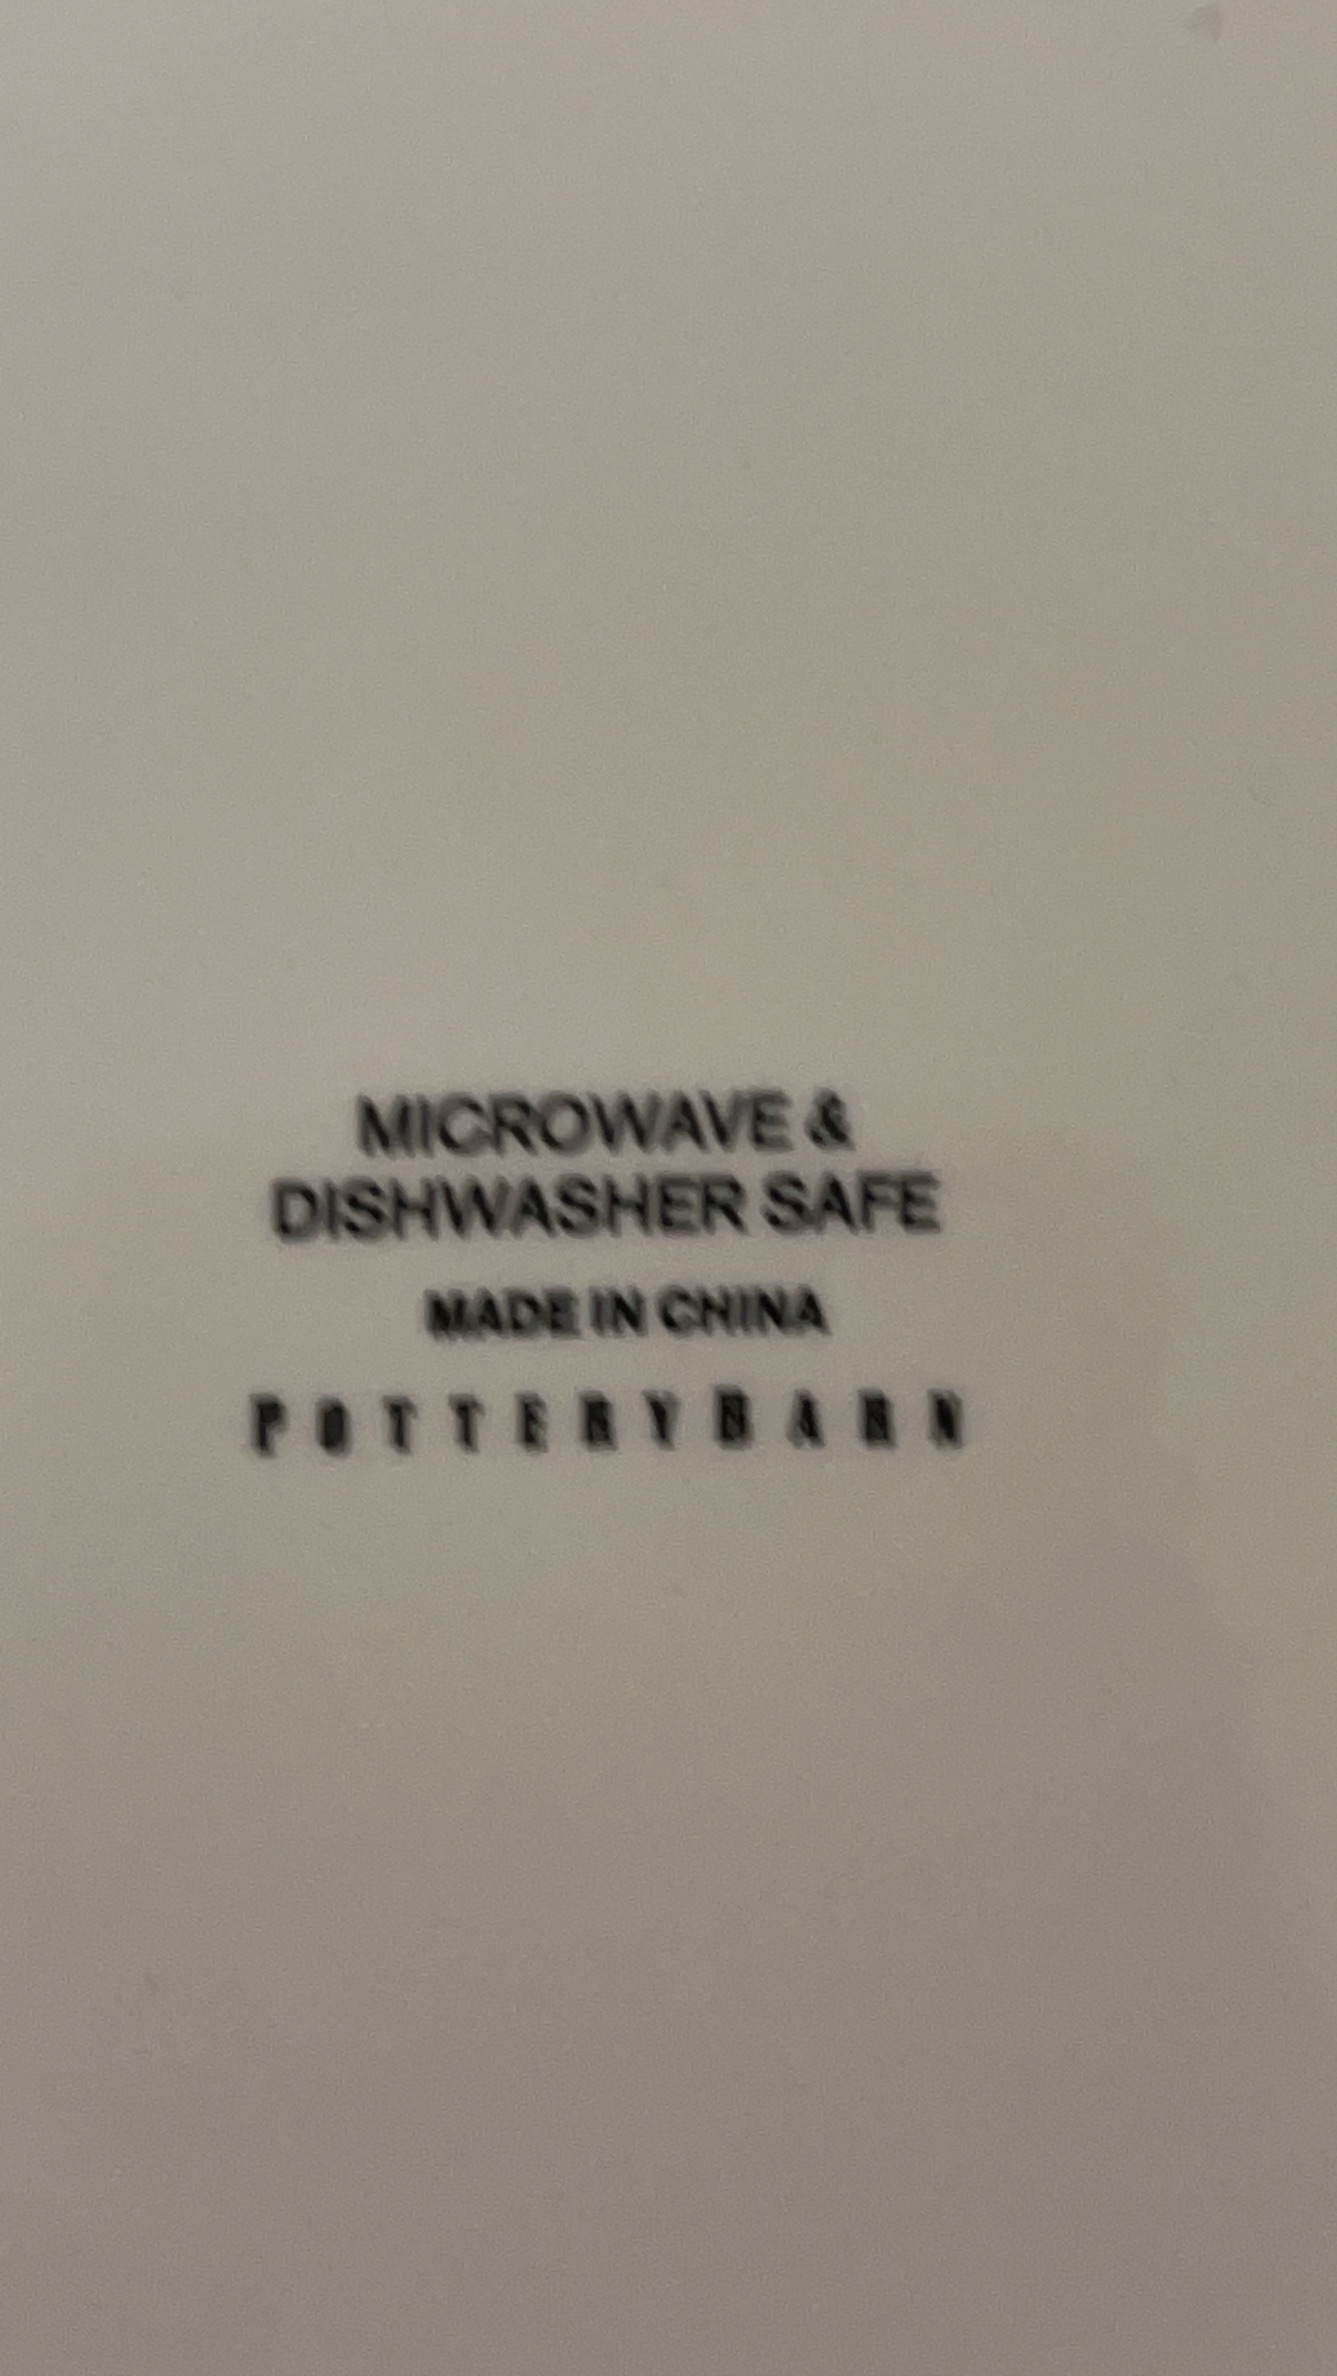 MICROWAVE &
DISHWASHER SAFE
MADE IN CHINA
POTTERYBARN